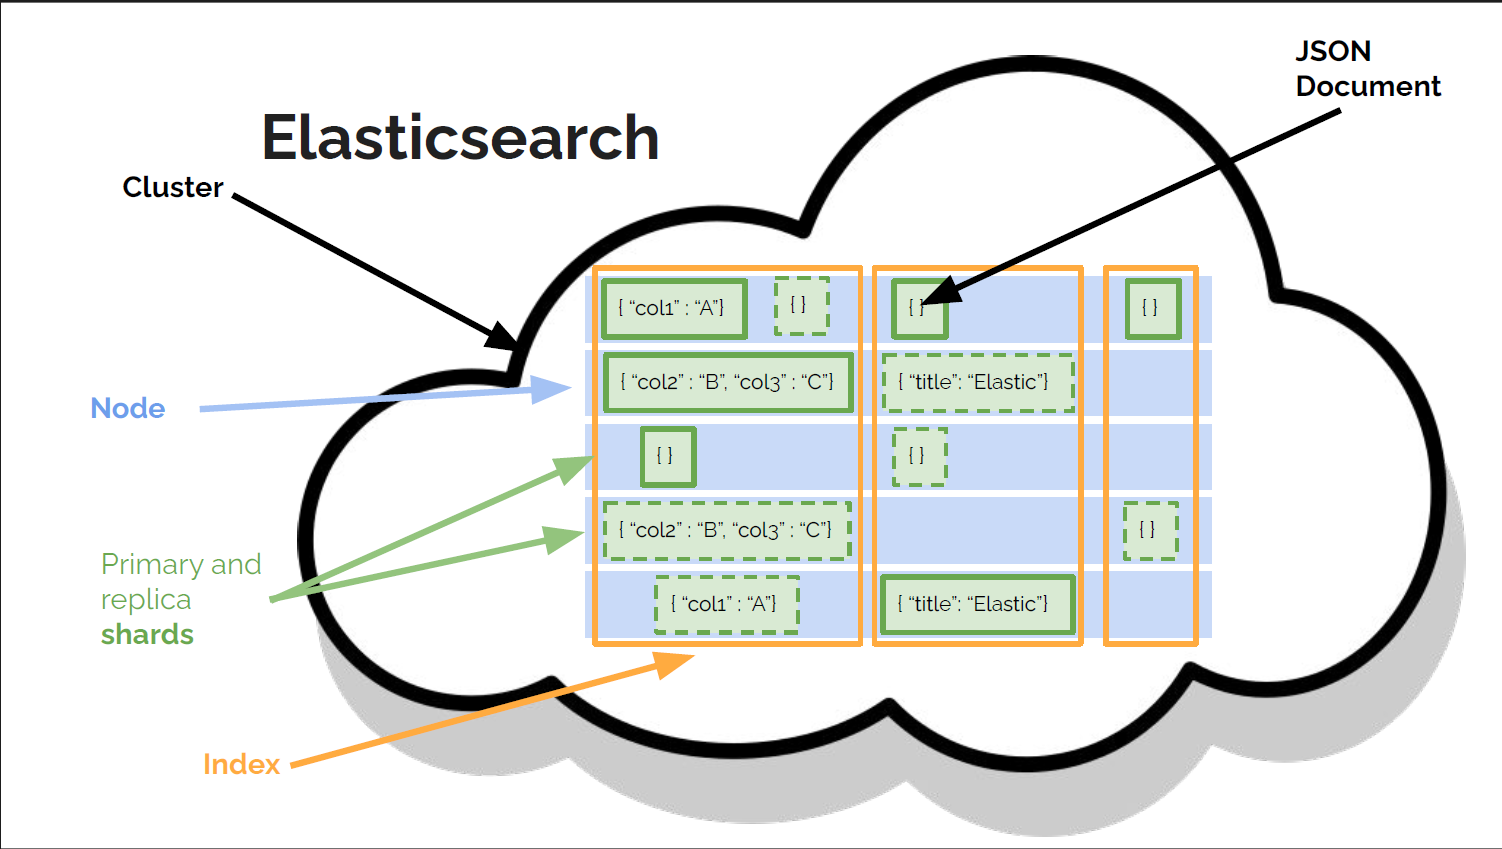 JSON
Document
Elasticsearch
Cluster
{ “col1” : “A”}
{ }
{ }
{ }
{ “col2” : “B”, “col3” : “C”}
{ “title”: “Elastic”}
Node
{ }
{ }
{ “col2” : “B”, “col3” : “C”}
{ }
Primary and
replica
shards
{ “col1” : “A”}
{ “title”: “Elastic”}
Index